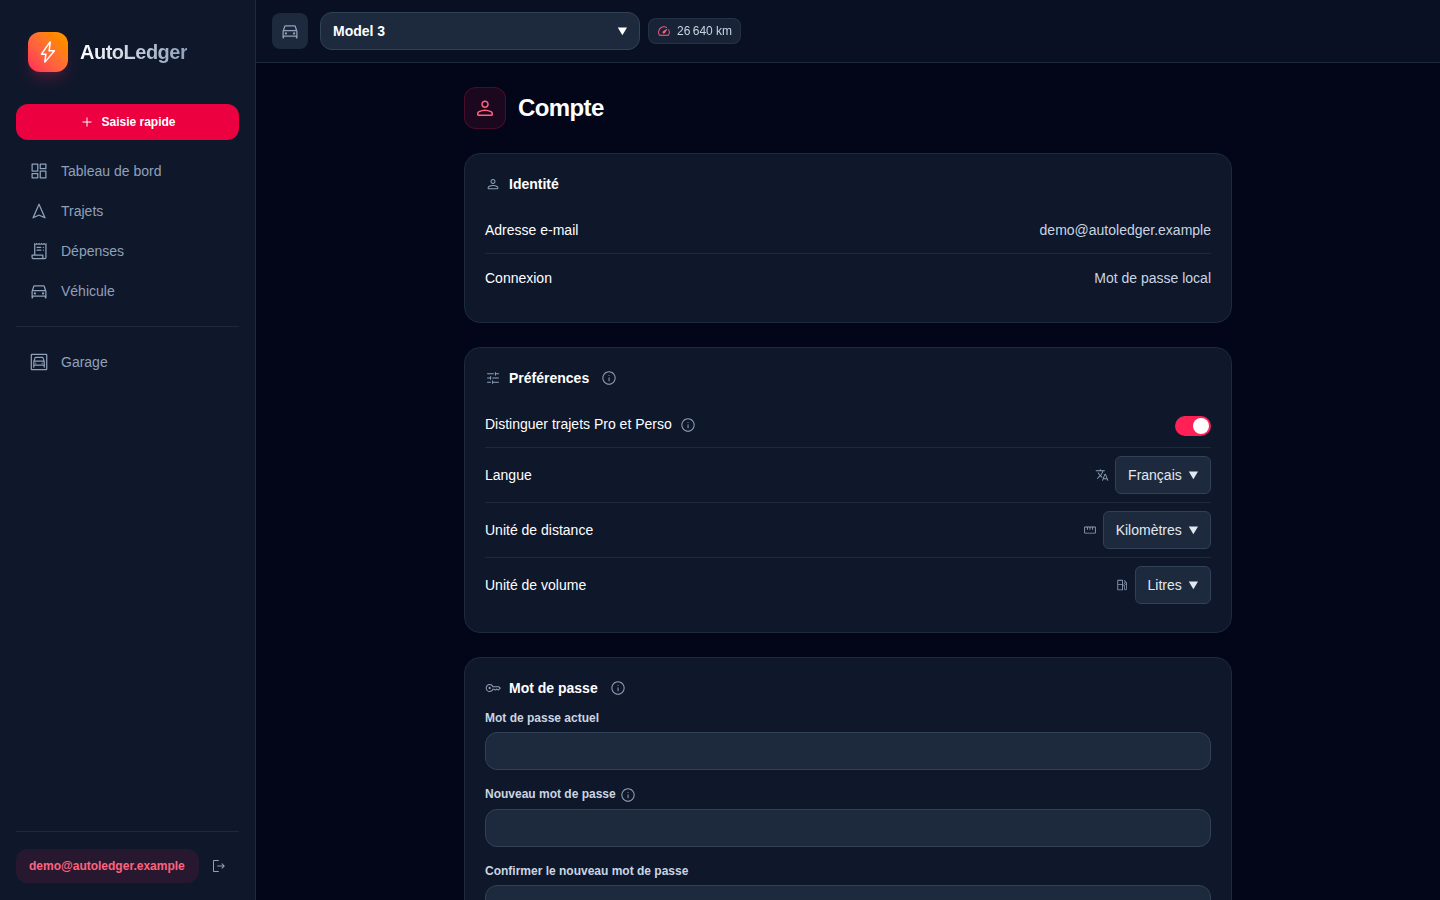 AutoLedger
Saisie rapide
Tableau de bord
Trajets
Dépenses
Véhicule
Garage
demo@autoledger.example
Model 3
26 640 km
Compte
Identité
Adresse e-mail
demo@autoledger.example
Connexion
Mot de passe local
Préférences
Distinguer trajets Pro et Perso
Langue
Français
Unité de distance
Kilomètres
Unité de volume
Litres
Mot de passe
Mot de passe actuel
Nouveau mot de passe
Confirmer le nouveau mot de passe